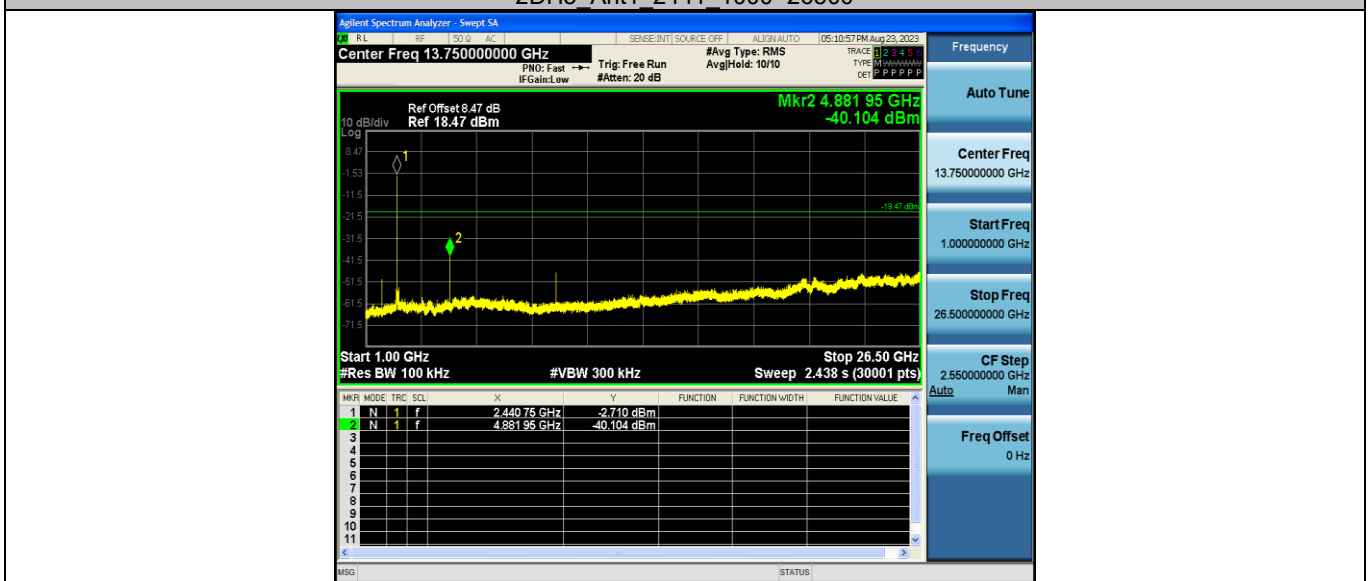 Agilent Spectrum Analyzer - Swept SA
RL RF 50 Ω AC SENSE:INT SOURCE OFF ALIGN AUTO 05:10:57 PM Aug 23, 2023
Center Freq 13.750000000 GHz
PNO: Fast
IFGain:Low
Trig: Free Run
#Atten: 20 dB
#Avg Type: RMS
Avg|Hold: 10/10
TRACE 1 2 3 4 5 6
TYPE M
DET P P P P P P
Frequency
Auto Tune
Center Freq
13.750000000 GHz
Start Freq
1.000000000 GHz
Stop Freq
26.500000000 GHz
CF Step
2.550000000 GHz
Auto Man
Freq Offset
0 Hz
Mkr2 4.881 95 GHz
-40.104 dBm
Ref Offset 8.47 dB
10 dB/div Ref 18.47 dBm
Log
8.47
-1.53
-11.5
-21.5
-31.5
-41.5
-51.5
-61.5
-71.5
1
2
-19.47 dBm
Start 1.00 GHz Stop 26.50 GHz
#Res BW 100 kHz #VBW 300 kHz Sweep 2.438 s (30001 pts)
MKR MODE TRC SCL X Y FUNCTION FUNCTION WIDTH FUNCTION VALUE
1 N 1 f 2.440 75 GHz -2.710 dBm
2 N 1 f 4.881 95 GHz -40.104 dBm
3
4
5
6
7
8
9
10
11
MSG STATUS